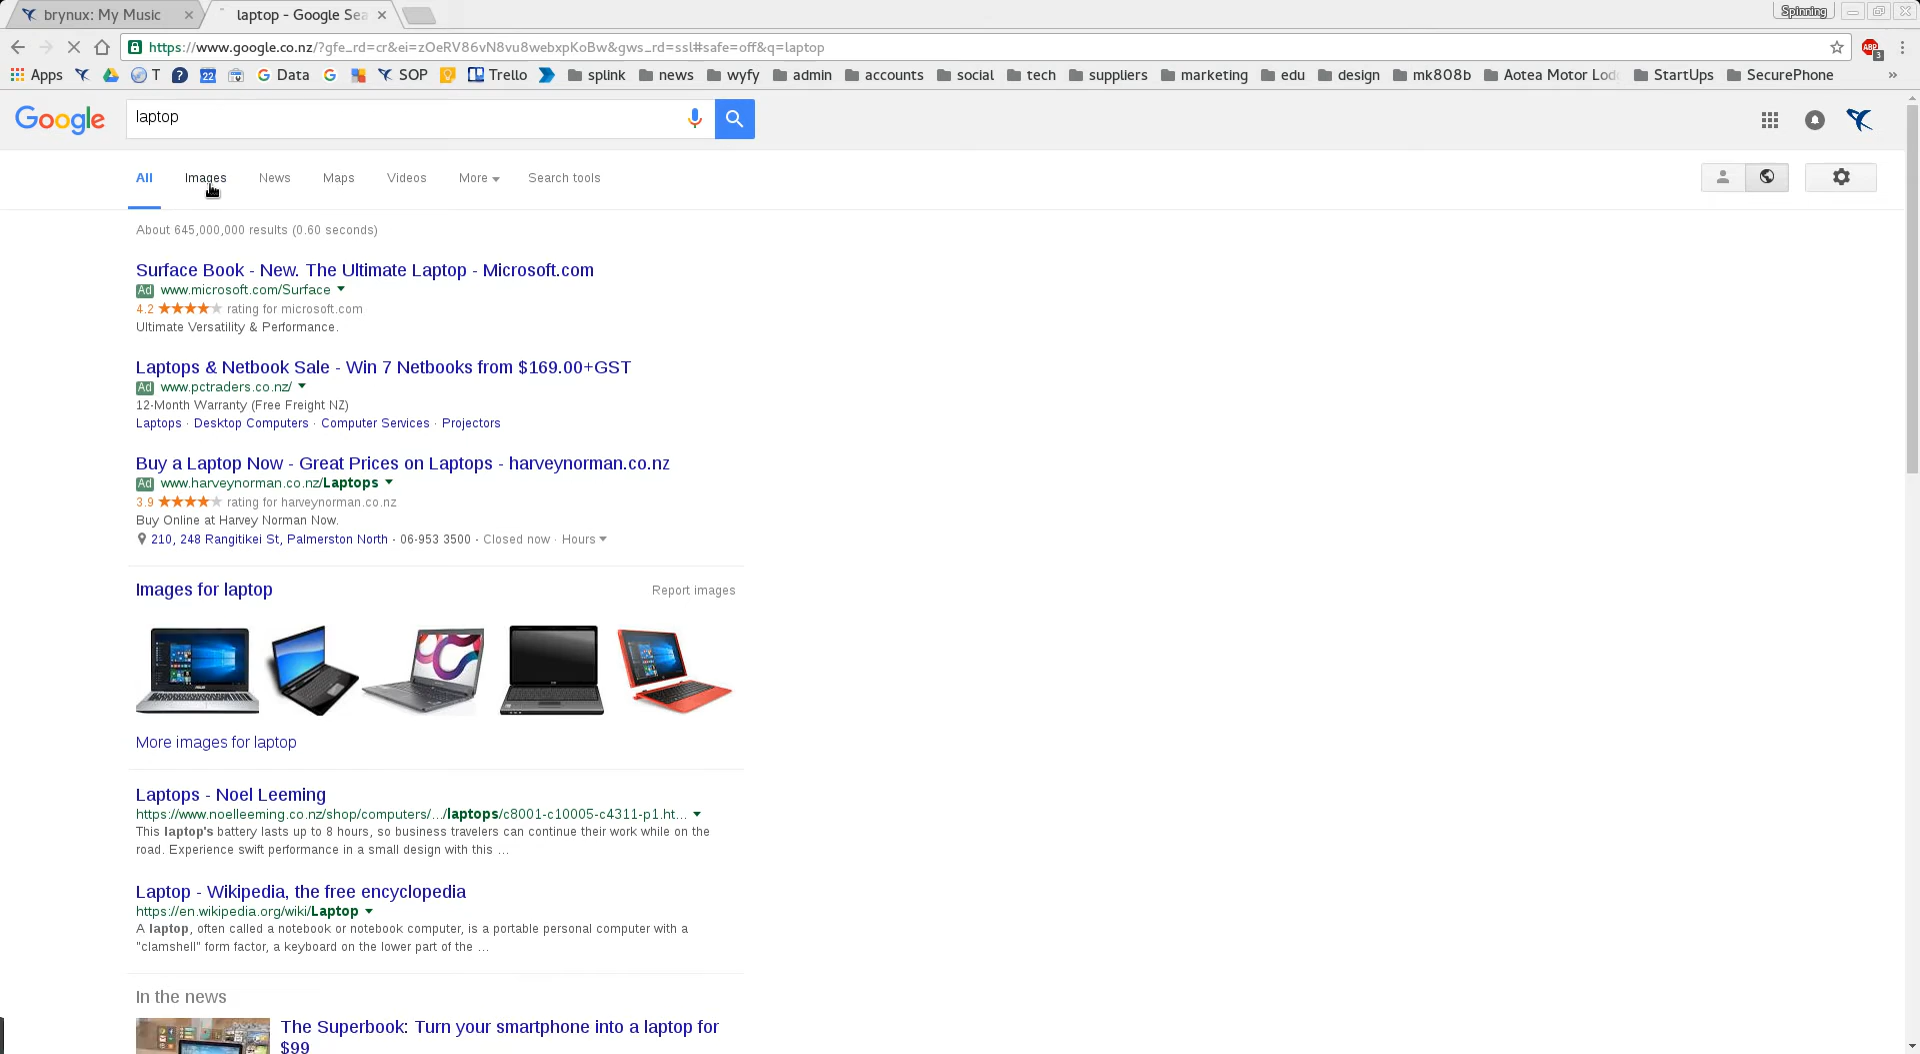 brynux: My Music
laptop - Google Sea
Spinning
https://www.google.co.nz/?gfe_rd=cr&ei=zOeRV86vN8vu8webxpKoBw&gws_rd=ssl#safe=off&q=laptop
ABP
3
Apps
T
?
22
Data
SOP
Trello
splink
news
wyfy
admin
accounts
social
tech
suppliers
marketing
edu
design
mk808b
Aotea Motor Lod
StartUps
SecurePhone
»
Google
laptop
All
Images
News
Maps
Videos
More
Search tools
About 645,000,000 results (0.60 seconds)
Surface Book - New. The Ultimate Laptop - Microsoft.com
Ad www.microsoft.com/Surface
4.2 ★★★★★ rating for microsoft.com
Ultimate Versatility & Performance.
Laptops & Netbook Sale - Win 7 Netbooks from $169.00+GST
Ad www.pctraders.co.nz/
12-Month Warranty (Free Freight NZ)
Laptops · Desktop Computers · Computer Services · Projectors
Buy a Laptop Now - Great Prices on Laptops - harveynorman.co.nz
Ad www.harveynorman.co.nz/Laptops
3.9 ★★★★★ rating for harveynorman.co.nz
Buy Online at Harvey Norman Now.
210, 248 Rangitikei St, Palmerston North - 06-953 3500 - Closed now · Hours
Images for laptop
Report images
More images for laptop
Laptops - Noel Leeming
https://www.noelleeming.co.nz/shop/computers/.../laptops/c8001-c10005-c4311-p1.ht...
This laptop's battery lasts up to 8 hours, so business travelers can continue their work while on the
road. Experience swift performance in a small design with this ...
Laptop - Wikipedia, the free encyclopedia
https://en.wikipedia.org/wiki/Laptop
A laptop, often called a notebook or notebook computer, is a portable personal computer with a
"clamshell" form factor, a keyboard on the lower part of the ...
In the news
The Superbook: Turn your smartphone into a laptop for
$99